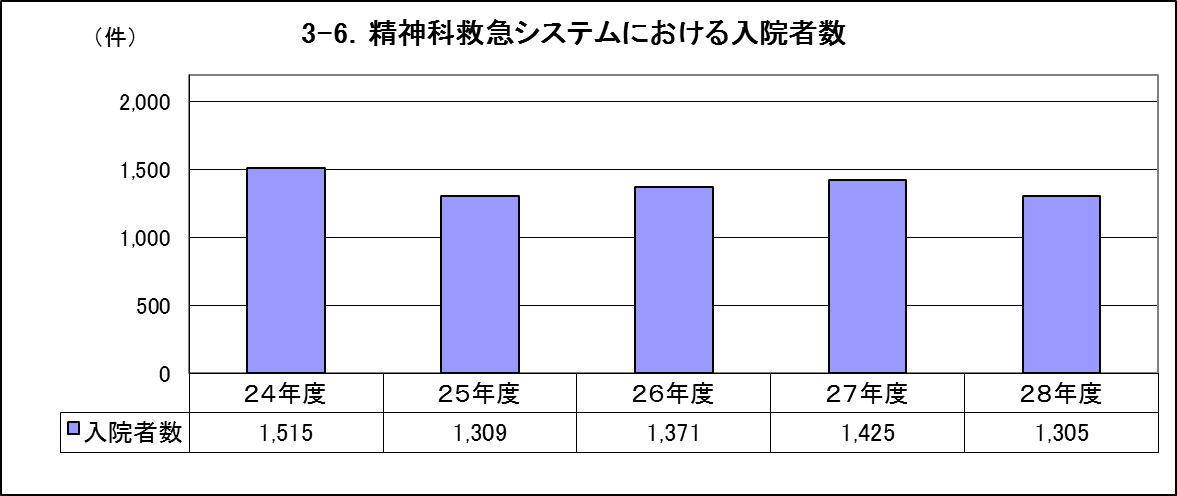 3-6．精神科救急システムにおける入院者数
（件）
2,000
1,500
1,000
500
0
２４年度 ２５年度 ２６年度 ２７年度 ２８年度
入院者数 1,515 1,309 1,371 1,425 1,305